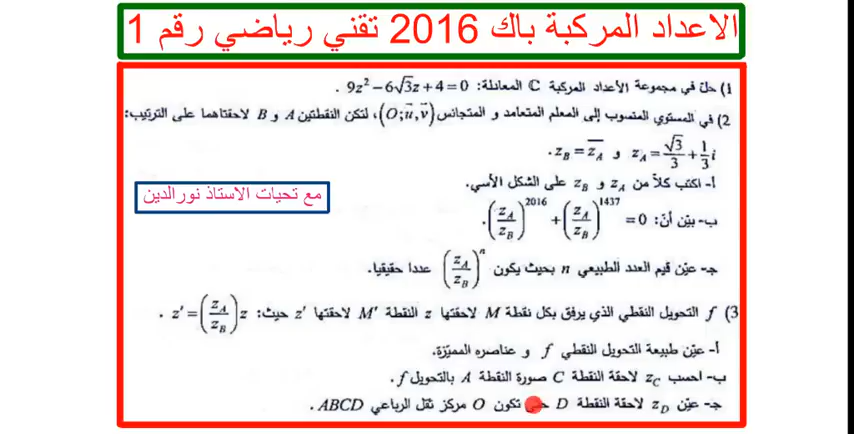 الاعداد المركبة باك 2016 تقني رياضي رقم 1
1) حلّ في مجموعة الأعداد المركبة ℂ المعادلة: 9z² − 6√3z + 4 = 0 .
2) في المستوي المنسوب إلى المعلم المتعامد و المتجانس (O; u⃗, v⃗)، لتكن النقطتين A و B لاحقتاهما على الترتيب:
z_A = √3/3 + 1/3 i و z_B = \overline{z_A} .
أ- اكتب كلاّ من z_A و z_B على الشكل الأسي.
مع تحيات الاستاذ نورالدين
ب- بيّن أنّ: (z_A/z_B)^2016 + (z_A/z_B)^1437 = 0 .
جـ- عيّن قيم العدد الطبيعي n بحيث يكون (z_A/z_B)^n عددا حقيقيا.
3) f التحويل النقطي الذي يرفق بكل نقطة M لاحقتها z النقطة M′ لاحقتها z′ حيث: z′ = (z_A/z_B)z .
أ- عيّن طبيعة التحويل النقطي f و عناصره المميّزة.
ب- احسب z_C لاحقة النقطة C صورة النقطة A بالتحويل f .
جـ- عيّن z_D لاحقة النقطة D حتى تكون O مركز ثقل الرباعي ABCD .